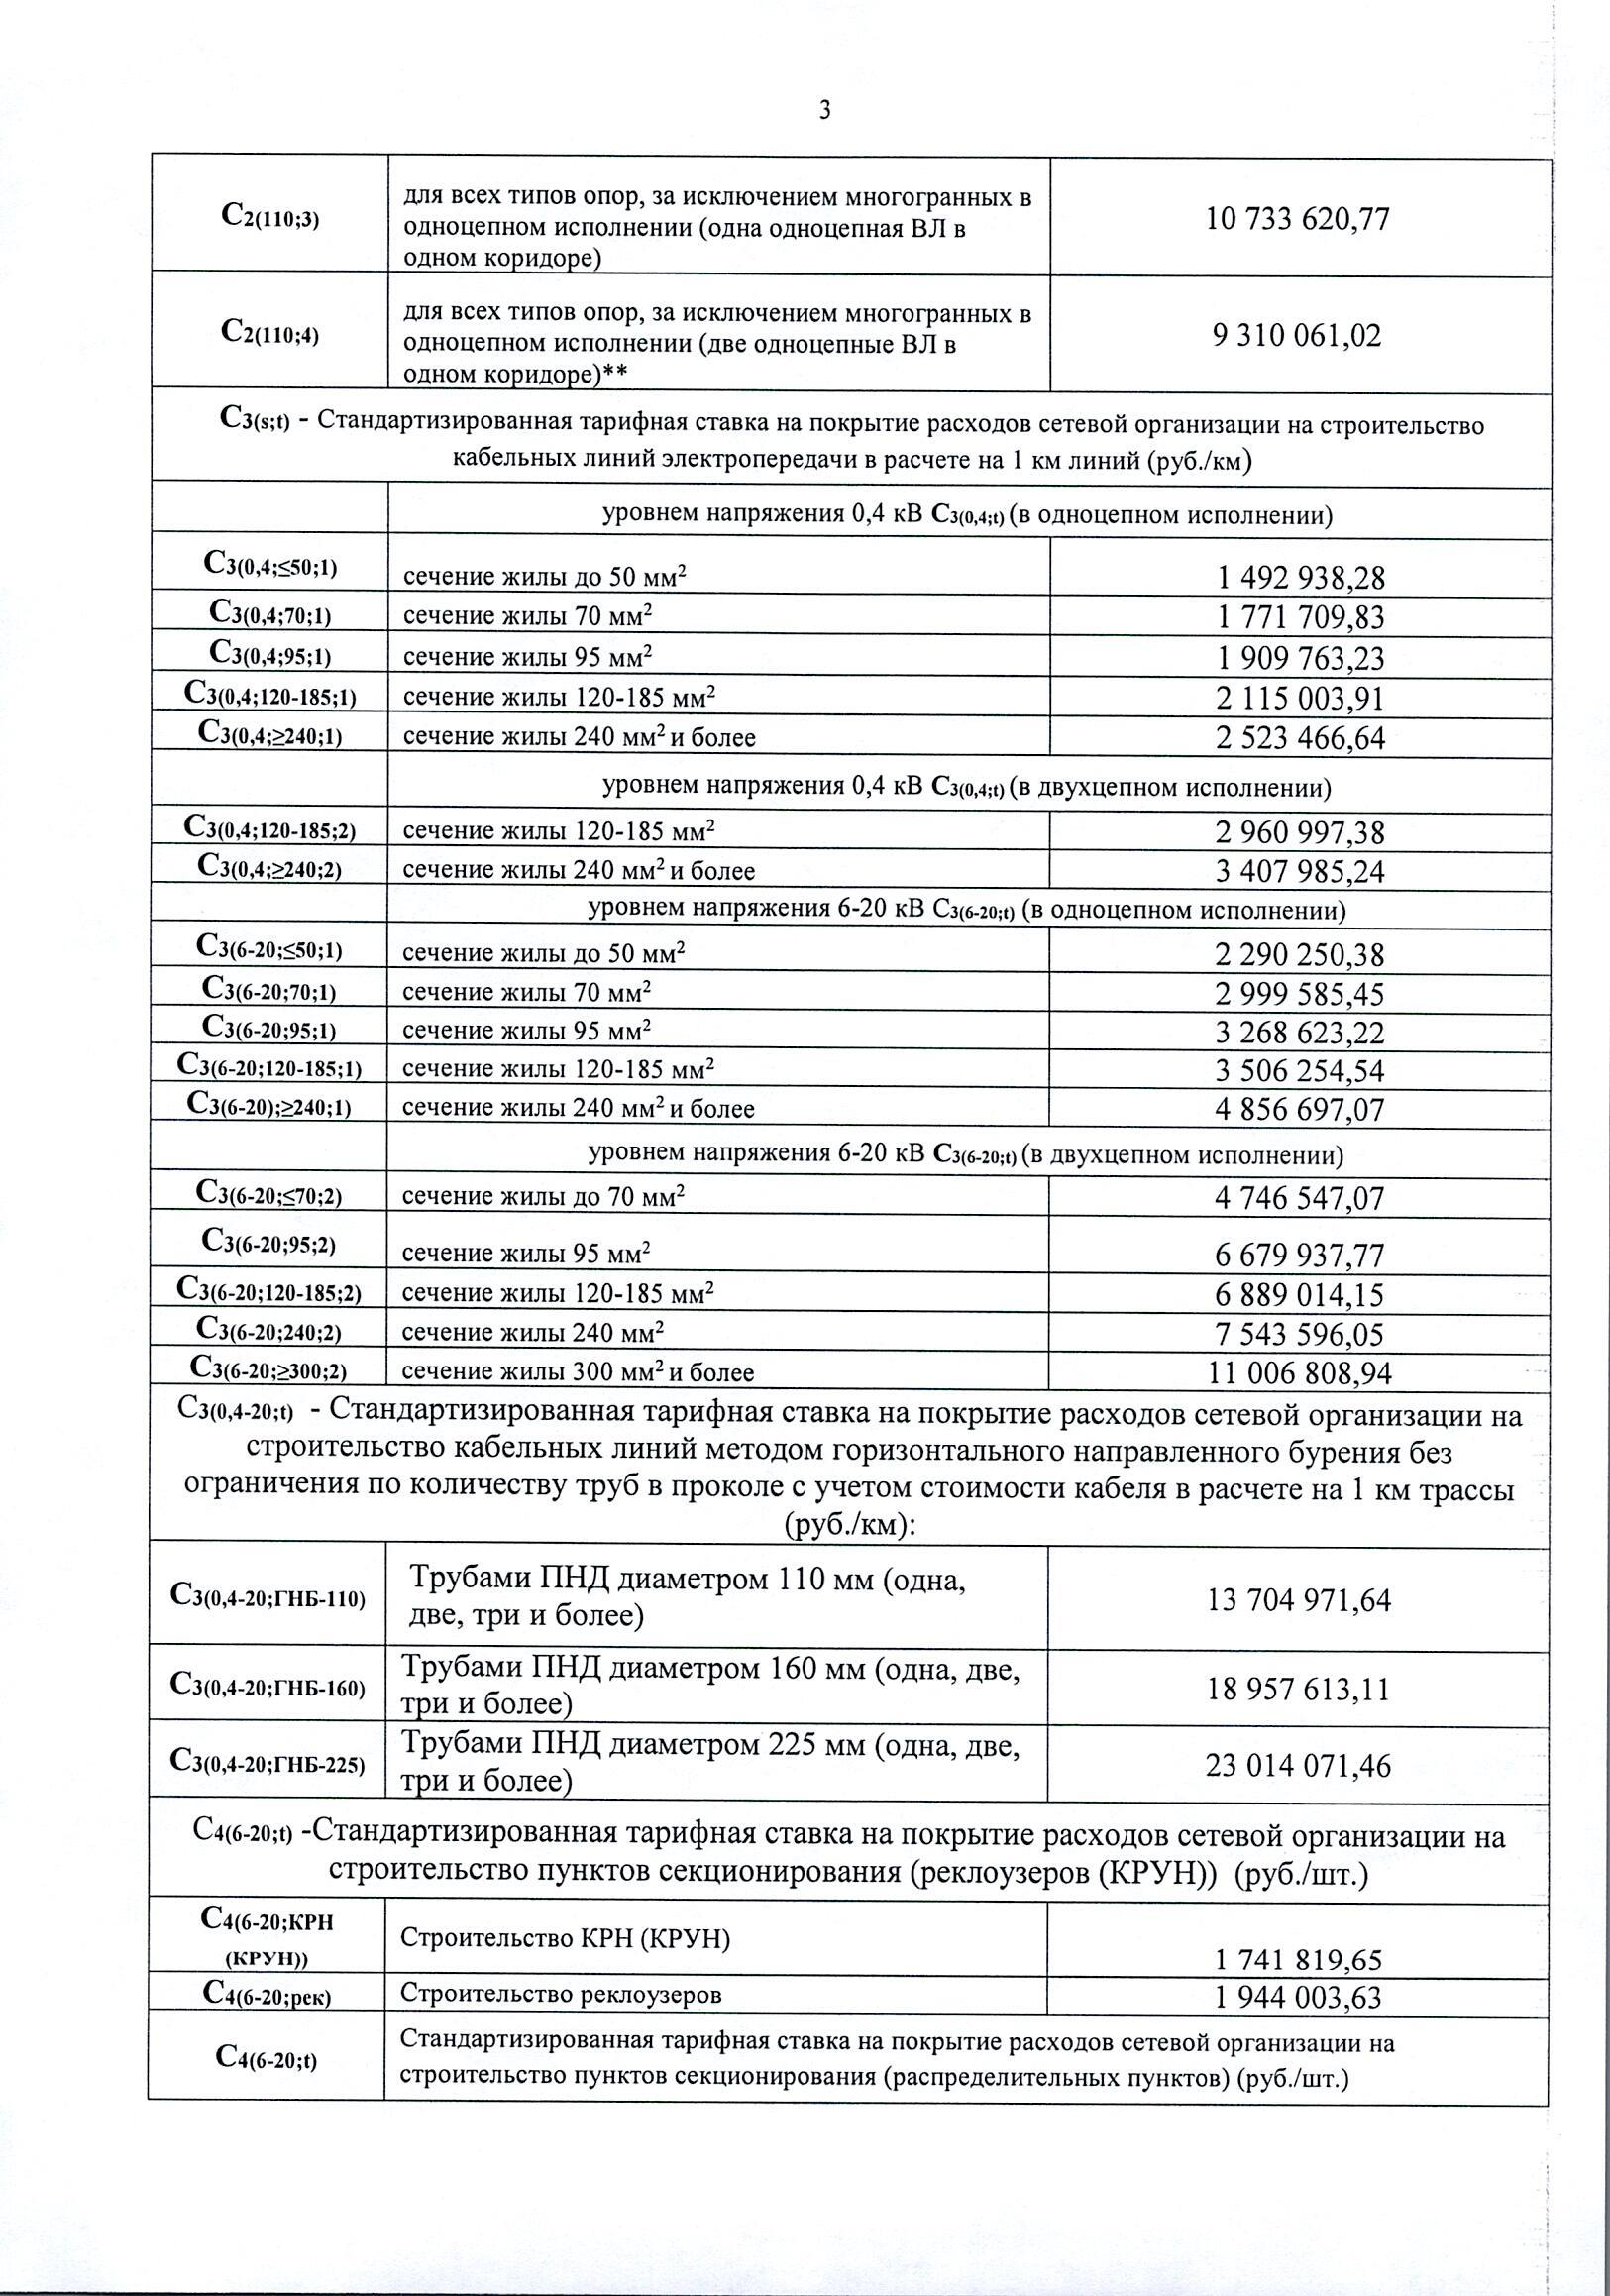 3
С2(110;3)
для всех типов опор, за исключением многогранных в
одноцепном исполнении (одна одноцепная ВЛ в
одном коридоре)
10 733 620,77
С2(110;4)
для всех типов опор, за исключением многогранных в
одноцепном исполнении (две одноцепные ВЛ в
одном коридоре)**
9 310 061,02
С3(s;t) - Стандартизированная тарифная ставка на покрытие расходов сетевой организации на строительство
кабельных линий электропередачи в расчете на 1 км линий (руб./км)
уровнем напряжения 0,4 кВ С3(0,4;t) (в одноцепном исполнении)
С3(0,4;≤50;1) сечение жилы до 50 мм² 1 492 938,28
С3(0,4;70;1) сечение жилы 70 мм² 1 771 709,83
С3(0,4;95;1) сечение жилы 95 мм² 1 909 763,23
С3(0,4;120-185;1) сечение жилы 120-185 мм² 2 115 003,91
С3(0,4;≥240;1) сечение жилы 240 мм² и более 2 523 466,64
уровнем напряжения 0,4 кВ С3(0,4;t) (в двухцепном исполнении)
С3(0,4;120-185;2) сечение жилы 120-185 мм² 2 960 997,38
С3(0,4;≥240;2) сечение жилы 240 мм² и более 3 407 985,24
уровнем напряжения 6-20 кВ С3(6-20;t) (в одноцепном исполнении)
С3(6-20;≤50;1) сечение жилы до 50 мм² 2 290 250,38
С3(6-20;70;1) сечение жилы 70 мм² 2 999 585,45
С3(6-20;95;1) сечение жилы 95 мм² 3 268 623,22
С3(6-20;120-185;1) сечение жилы 120-185 мм² 3 506 254,54
С3(6-20);≥240;1) сечение жилы 240 мм² и более 4 856 697,07
уровнем напряжения 6-20 кВ С3(6-20;t) (в двухцепном исполнении)
С3(6-20;≤70;2) сечение жилы до 70 мм² 4 746 547,07
С3(6-20;95;2) сечение жилы 95 мм² 6 679 937,77
С3(6-20;120-185;2) сечение жилы 120-185 мм² 6 889 014,15
С3(6-20;240;2) сечение жилы 240 мм² 7 543 596,05
С3(6-20;≥300;2) сечение жилы 300 мм² и более 11 006 808,94
С3(0,4-20;t) - Стандартизированная тарифная ставка на покрытие расходов сетевой организации на
строительство кабельных линий методом горизонтального направленного бурения без
ограничения по количеству труб в проколе с учетом стоимости кабеля в расчете на 1 км трассы
(руб./км):
С3(0,4-20;ГНБ-110)
Трубами ПНД диаметром 110 мм (одна,
две, три и более)
13 704 971,64
С3(0,4-20;ГНБ-160)
Трубами ПНД диаметром 160 мм (одна, две,
три и более)
18 957 613,11
С3(0,4-20;ГНБ-225)
Трубами ПНД диаметром 225 мм (одна, две,
три и более)
23 014 071,46
С4(6-20;t) -Стандартизированная тарифная ставка на покрытие расходов сетевой организации на
строительство пунктов секционирования (реклоузеров (КРУН)) (руб./шт.)
С4(6-20;КРН
(КРУН))
Строительство КРН (КРУН)
1 741 819,65
С4(6-20;рек) Строительство реклоузеров 1 944 003,63
С4(6-20;t)
Стандартизированная тарифная ставка на покрытие расходов сетевой организации на
строительство пунктов секционирования (распределительных пунктов) (руб./шт.)